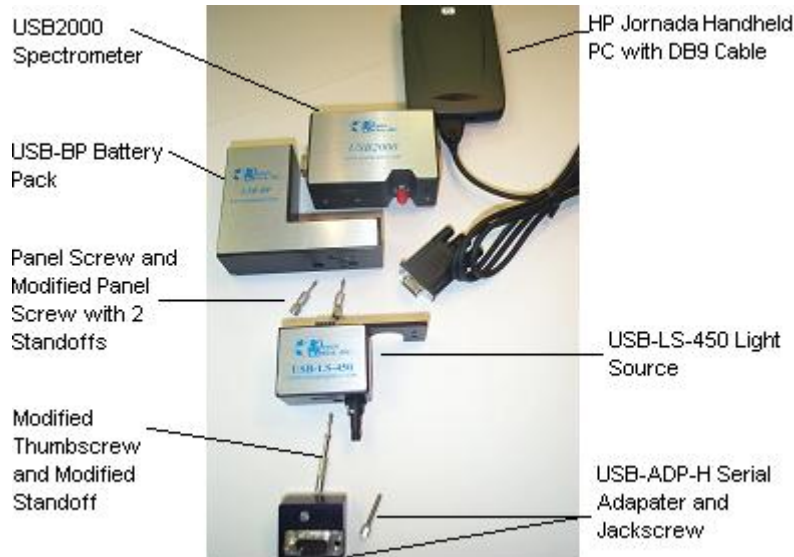 USB2000
Spectrometer
HP Jornada Handheld
PC with DB9 Cable
USB-BP Battery
Pack
Panel Screw and
Modified Panel
Screw with 2
Standoffs
USB-LS-450 Light
Source
Modified
Thumbscrew
and Modified
Standoff
USB-ADP-H Serial
Adapater and
Jackscrew
USB2000
USB-BP
USB-LS-450